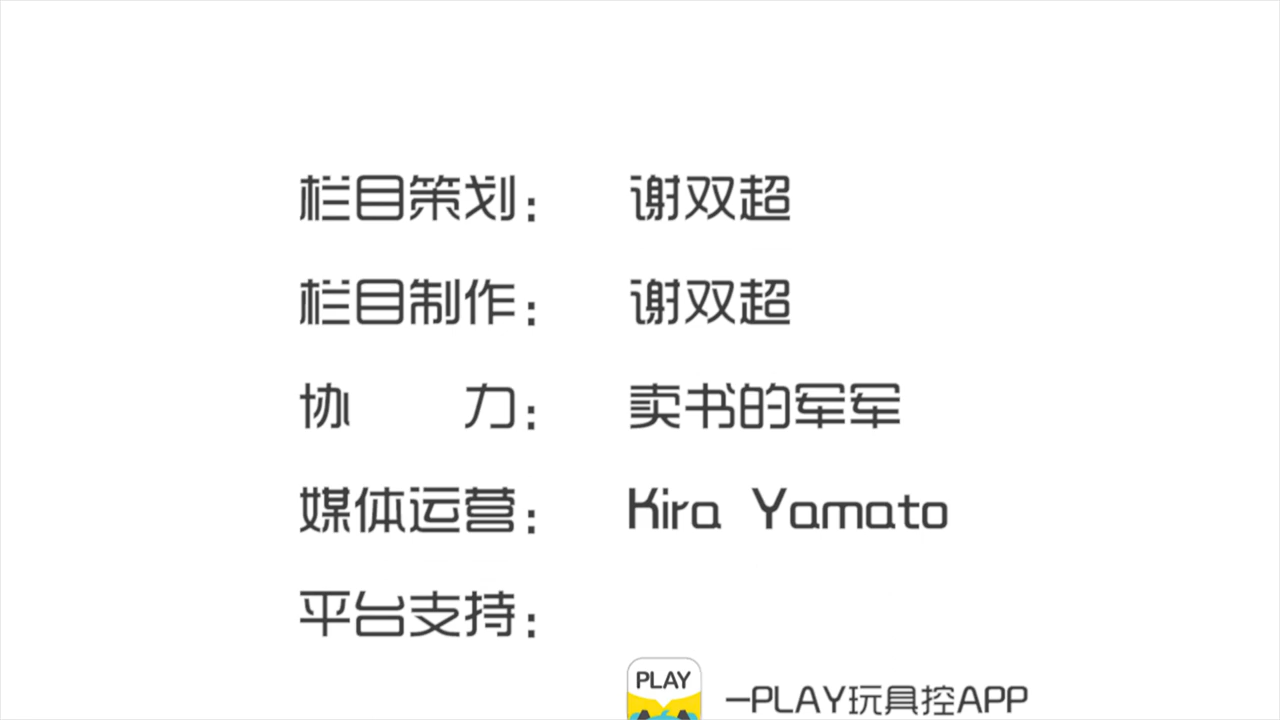 栏目策划： 谢双超
栏目制作： 谢双超
协 力： 卖书的军军
媒体运营： Kira Yamato
平台支持：
PLAY
—PLAY玩具控APP